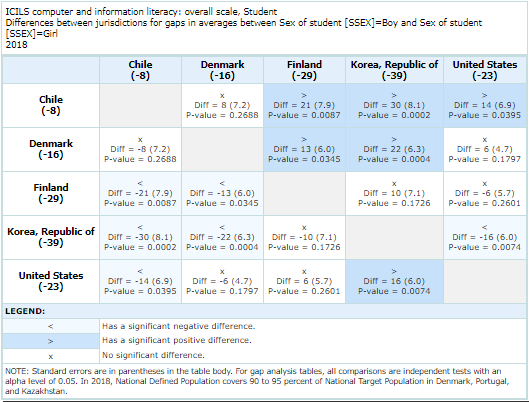 ICILS computer and information literacy: overall scale, Student
Differences between jurisdictions for gaps in averages between Sex of student [SSEX]=Boy and Sex of student
[SSEX]=Girl
2018
Chile
(-8)
Denmark
(-16)
Finland
(-29)
Korea, Republic of
(-39)
United States
(-23)
Chile
(-8)
x
Diff = 8 (7.2)
P-value = 0.2688
>
Diff = 21 (7.9)
P-value = 0.0087
>
Diff = 30 (8.1)
P-value = 0.0002
>
Diff = 14 (6.9)
P-value = 0.0395
Denmark
(-16)
x
Diff = -8 (7.2)
P-value = 0.2688
>
Diff = 13 (6.0)
P-value = 0.0345
>
Diff = 22 (6.3)
P-value = 0.0004
x
Diff = 6 (4.7)
P-value = 0.1797
Finland
(-29)
<
Diff = -21 (7.9)
P-value = 0.0087
<
Diff = -13 (6.0)
P-value = 0.0345
x
Diff = 10 (7.1)
P-value = 0.1726
x
Diff = -6 (5.7)
P-value = 0.2601
Korea, Republic of
(-39)
<
Diff = -30 (8.1)
P-value = 0.0002
<
Diff = -22 (6.3)
P-value = 0.0004
x
Diff = -10 (7.1)
P-value = 0.1726
<
Diff = -16 (6.0)
P-value = 0.0074
United States
(-23)
<
Diff = -14 (6.9)
P-value = 0.0395
x
Diff = -6 (4.7)
P-value = 0.1797
x
Diff = 6 (5.7)
P-value = 0.2601
>
Diff = 16 (6.0)
P-value = 0.0074
LEGEND:
< Has a significant negative difference.
> Has a significant positive difference.
x No significant difference.
NOTE: Standard errors are in parentheses in the table body. For gap analysis tables, all comparisons are independent tests with an
alpha level of 0.05. In 2018, National Defined Population covers 90 to 95 percent of National Target Population in Denmark, Portugal,
and Kazakhstan.